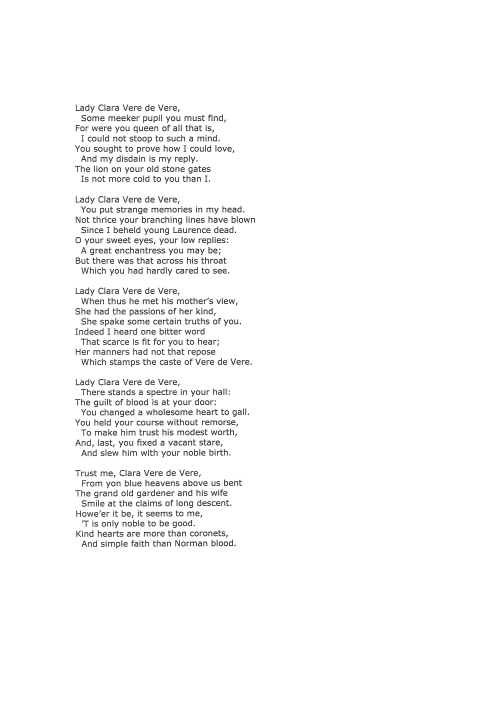 Lady Clara Vere de Vere,
Some meeker pupil you must find,
For were you queen of all that is,
I could not stoop to such a mind.
You sought to prove how I could love,
And my disdain is my reply.
The lion on your old stone gates
Is not more cold to you than I.

Lady Clara Vere de Vere,
You put strange memories in my head.
Not thrice your branching lines have blown
Since I beheld young Laurence dead.
O your sweet eyes, your low replies:
A great enchantress you may be;
But there was that across his throat
Which you had hardly cared to see.

Lady Clara Vere de Vere,
When thus he met his mother's view,
She had the passions of her kind,
She spake some certain truths of you.
Indeed I heard one bitter word
That scarce is fit for you to hear;
Her manners had not that repose
Which stamps the caste of Vere de Vere.

Lady Clara Vere de Vere,
There stands a spectre in your hall:
The guilt of blood is at your door:
You changed a wholesome heart to gall.
You held your course without remorse,
To make him trust his modest worth,
And, last, you fixed a vacant stare,
And slew him with your noble birth.

Trust me, Clara Vere de Vere,
From yon blue heavens above us bent
The grand old gardener and his wife
Smile at the claims of long descent.
Howe'er it be, it seems to me,
'T is only noble to be good.
Kind hearts are more than coronets,
And simple faith than Norman blood.